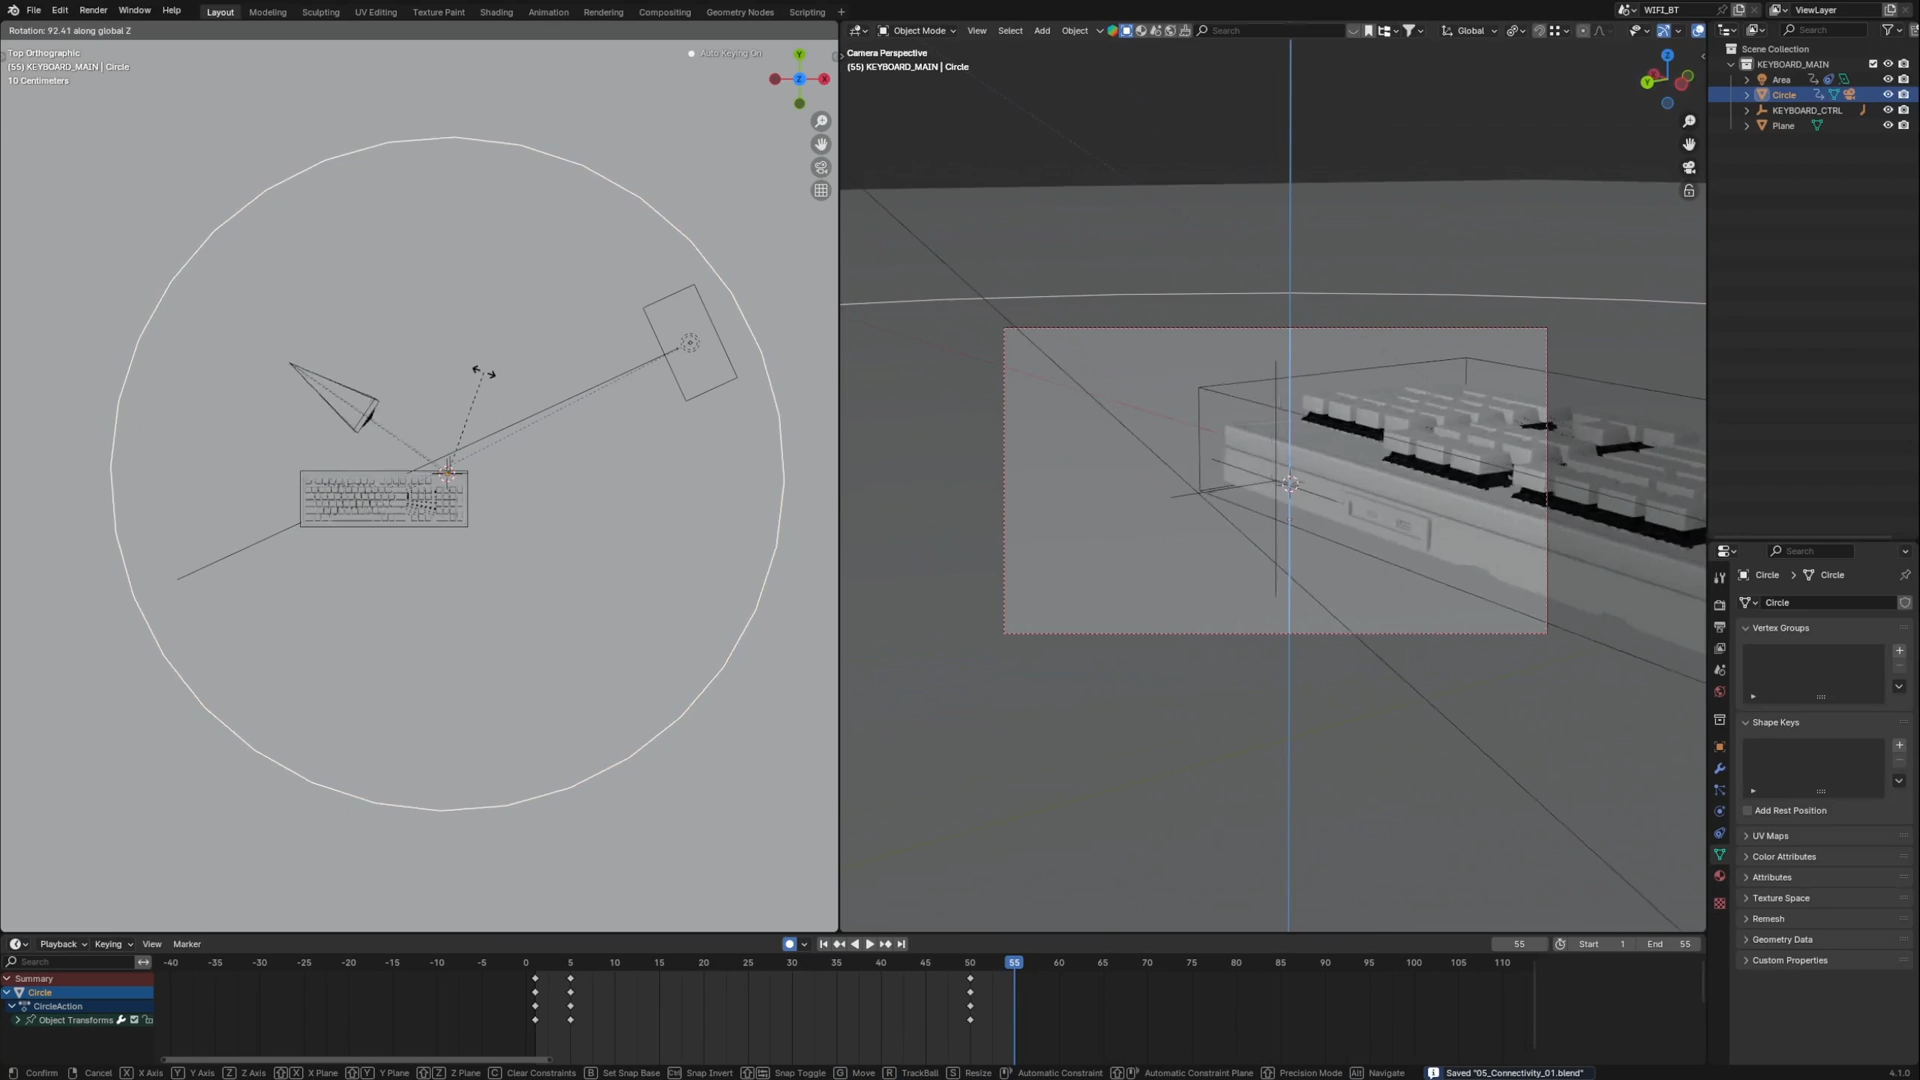 File Edit Render Window Help Layout Modeling Sculpting UV Editing Texture Paint Shading Animation Rendering Compositing Geometry Nodes Scripting + WIFI_BT ViewLayer
Rotation: 92.41 along global Z
Object Mode View Select Add Object Search Global Search
Top Orthographic
(55) KEYBOARD_MAIN | Circle
10 Centimeters
Auto Keying On
Y
Z
X
Camera Perspective
(55) KEYBOARD_MAIN | Circle
Z
Y
Scene Collection
KEYBOARD_MAIN
Area
Circle
KEYBOARD_CTRL
Plane
Search
Circle > Circle
Circle
Vertex Groups
Shape Keys
Add Rest Position
UV Maps
Color Attributes
Attributes
Texture Space
Remesh
Geometry Data
Custom Properties
Playback Keying View Marker 55 Start 1 End 55
Search -40 -35 -30 -25 -20 -15 -10 -5 0 5 10 15 20 25 30 35 40 45 50 55 60 65 70 75 80 85 90 95 100 105 110
Summary
Circle
CircleAction
Object Transforms
Confirm Cancel X X Axis Y Y Axis Z Z Axis X X Plane Y Y Plane Z Z Plane C Clear Constraints B Set Snap Base Ctrl Snap Invert Snap Toggle G Move R TrackBall S Resize Automatic Constraint Automatic Constraint Plane Precision Mode Alt Navigate Saved "05_Connectivity_01.blend" 4.1.0